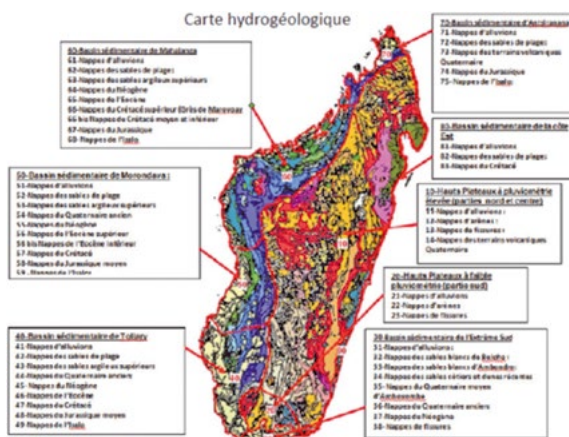 Carte hydrogéologique
60-Bassin sédimentaire de Mahajanga
61-Nappes d'alluvions
62-Nappes des sables de plages
63-Nappes des sables argileux supérieurs
64-Nappes du Néogène
65-Nappes de l'Eocène
66-Nappes du Crétacé supérieur (Grès de Marovoay
66 bis Nappes du Crétacé moyen et inférieur
67-Nappes du Jurassique
68-Nappes de l'Isalo
50-Bassin sédimentaire de Morondava :
51-Nappes d'alluvions
52-Nappes des sables de plage
53-Nappes des sables argileux supérieurs
54-Nappes du Quaternaire ancien
55-Nappes du Néogène
56-Nappes de l'Eocène supérieur
56 bis Nappes de l'Eocène inférieur
57-Nappes du Crétacé
58-Nappes du Jurassique moyen
59 - Nappes de l'Isalo
40-Bassin sédimentaire de Toliary
41-Nappes d'alluvions
42-Nappes des sables de plage
43-Nappes des sables argileux supérieurs
44-Nappes du Quaternaire anciens
45- Nappes du Néogène
46-Nappes de l'Eocène
47-Nappes du Crétacé
48-Nappes du Jurassique moyen
49 Nappes de l'Isalo
70-Bassin sédimentaire d'Antsiranana
71-Nappes d'alluvions
72-Nappes des sables de plages
73-Nappes des terrains volcaniques
Quaternaire
74-Nappes du Jurassique
75-Nappes de l'Isalo
80-Bassin sédimentaire de la côte
Est
81-Nappes d'alluvions
82-Nappes des sables de plages
83-Nappes du Crétacé
10-Hauts Plateaux à pluviométrie
élevée (parties nord et centre)
11-Nappes d'alluvions :
12-Nappes d'arènes :
13-Nappes de fissures :
14-Nappes des terrains volcaniques
Quaternaire
20-Hauts Plateaux à faible
pluviométrie (partie sud)
21-Nappes d'alluvions
22-Nappes d'arènes
23-Nappes de fissures
30-Bassin sédimentaire de l'Extrême Sud
31-Nappes d'alluvions :
32-Nappes des sables blancs de Beloha :
33-Nappes des sables blancs d'Ambondro :
34-Nappes des sables côtiers et dunes récentes
35- Nappes du Quaternaire moyen
d'Ambovombe
36-Nappes du Quaternaire anciens
37-Nappes du Néogène
38- Nappes de fissures